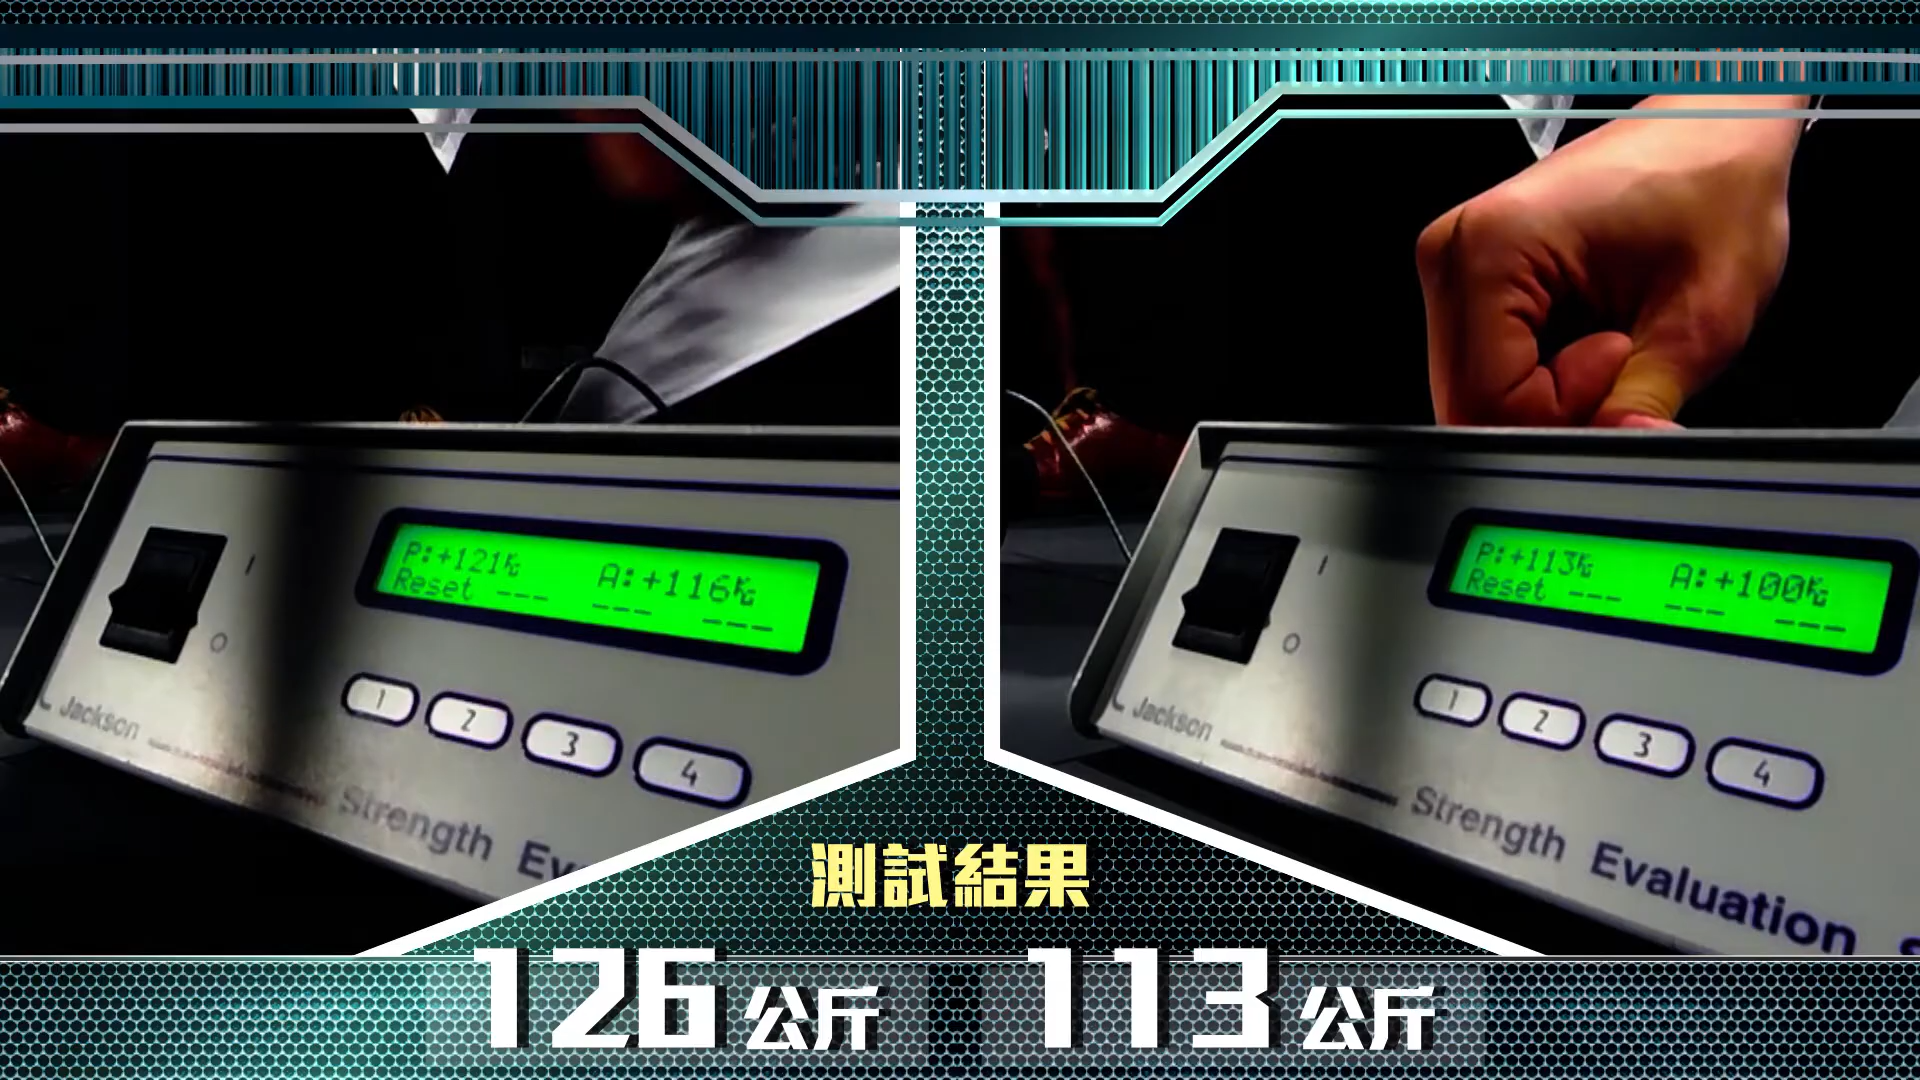 P:+121㎏ A:+116㎏
Reset --- --- ---
I
O
1 2 3 4
Jackson
Strength Ev
P:+113㎏ A:+100㎏
Reset --- --- ---
I
O
1 2 3 4
Jackson
Strength Evaluation S
測試結果
126公斤 113公斤